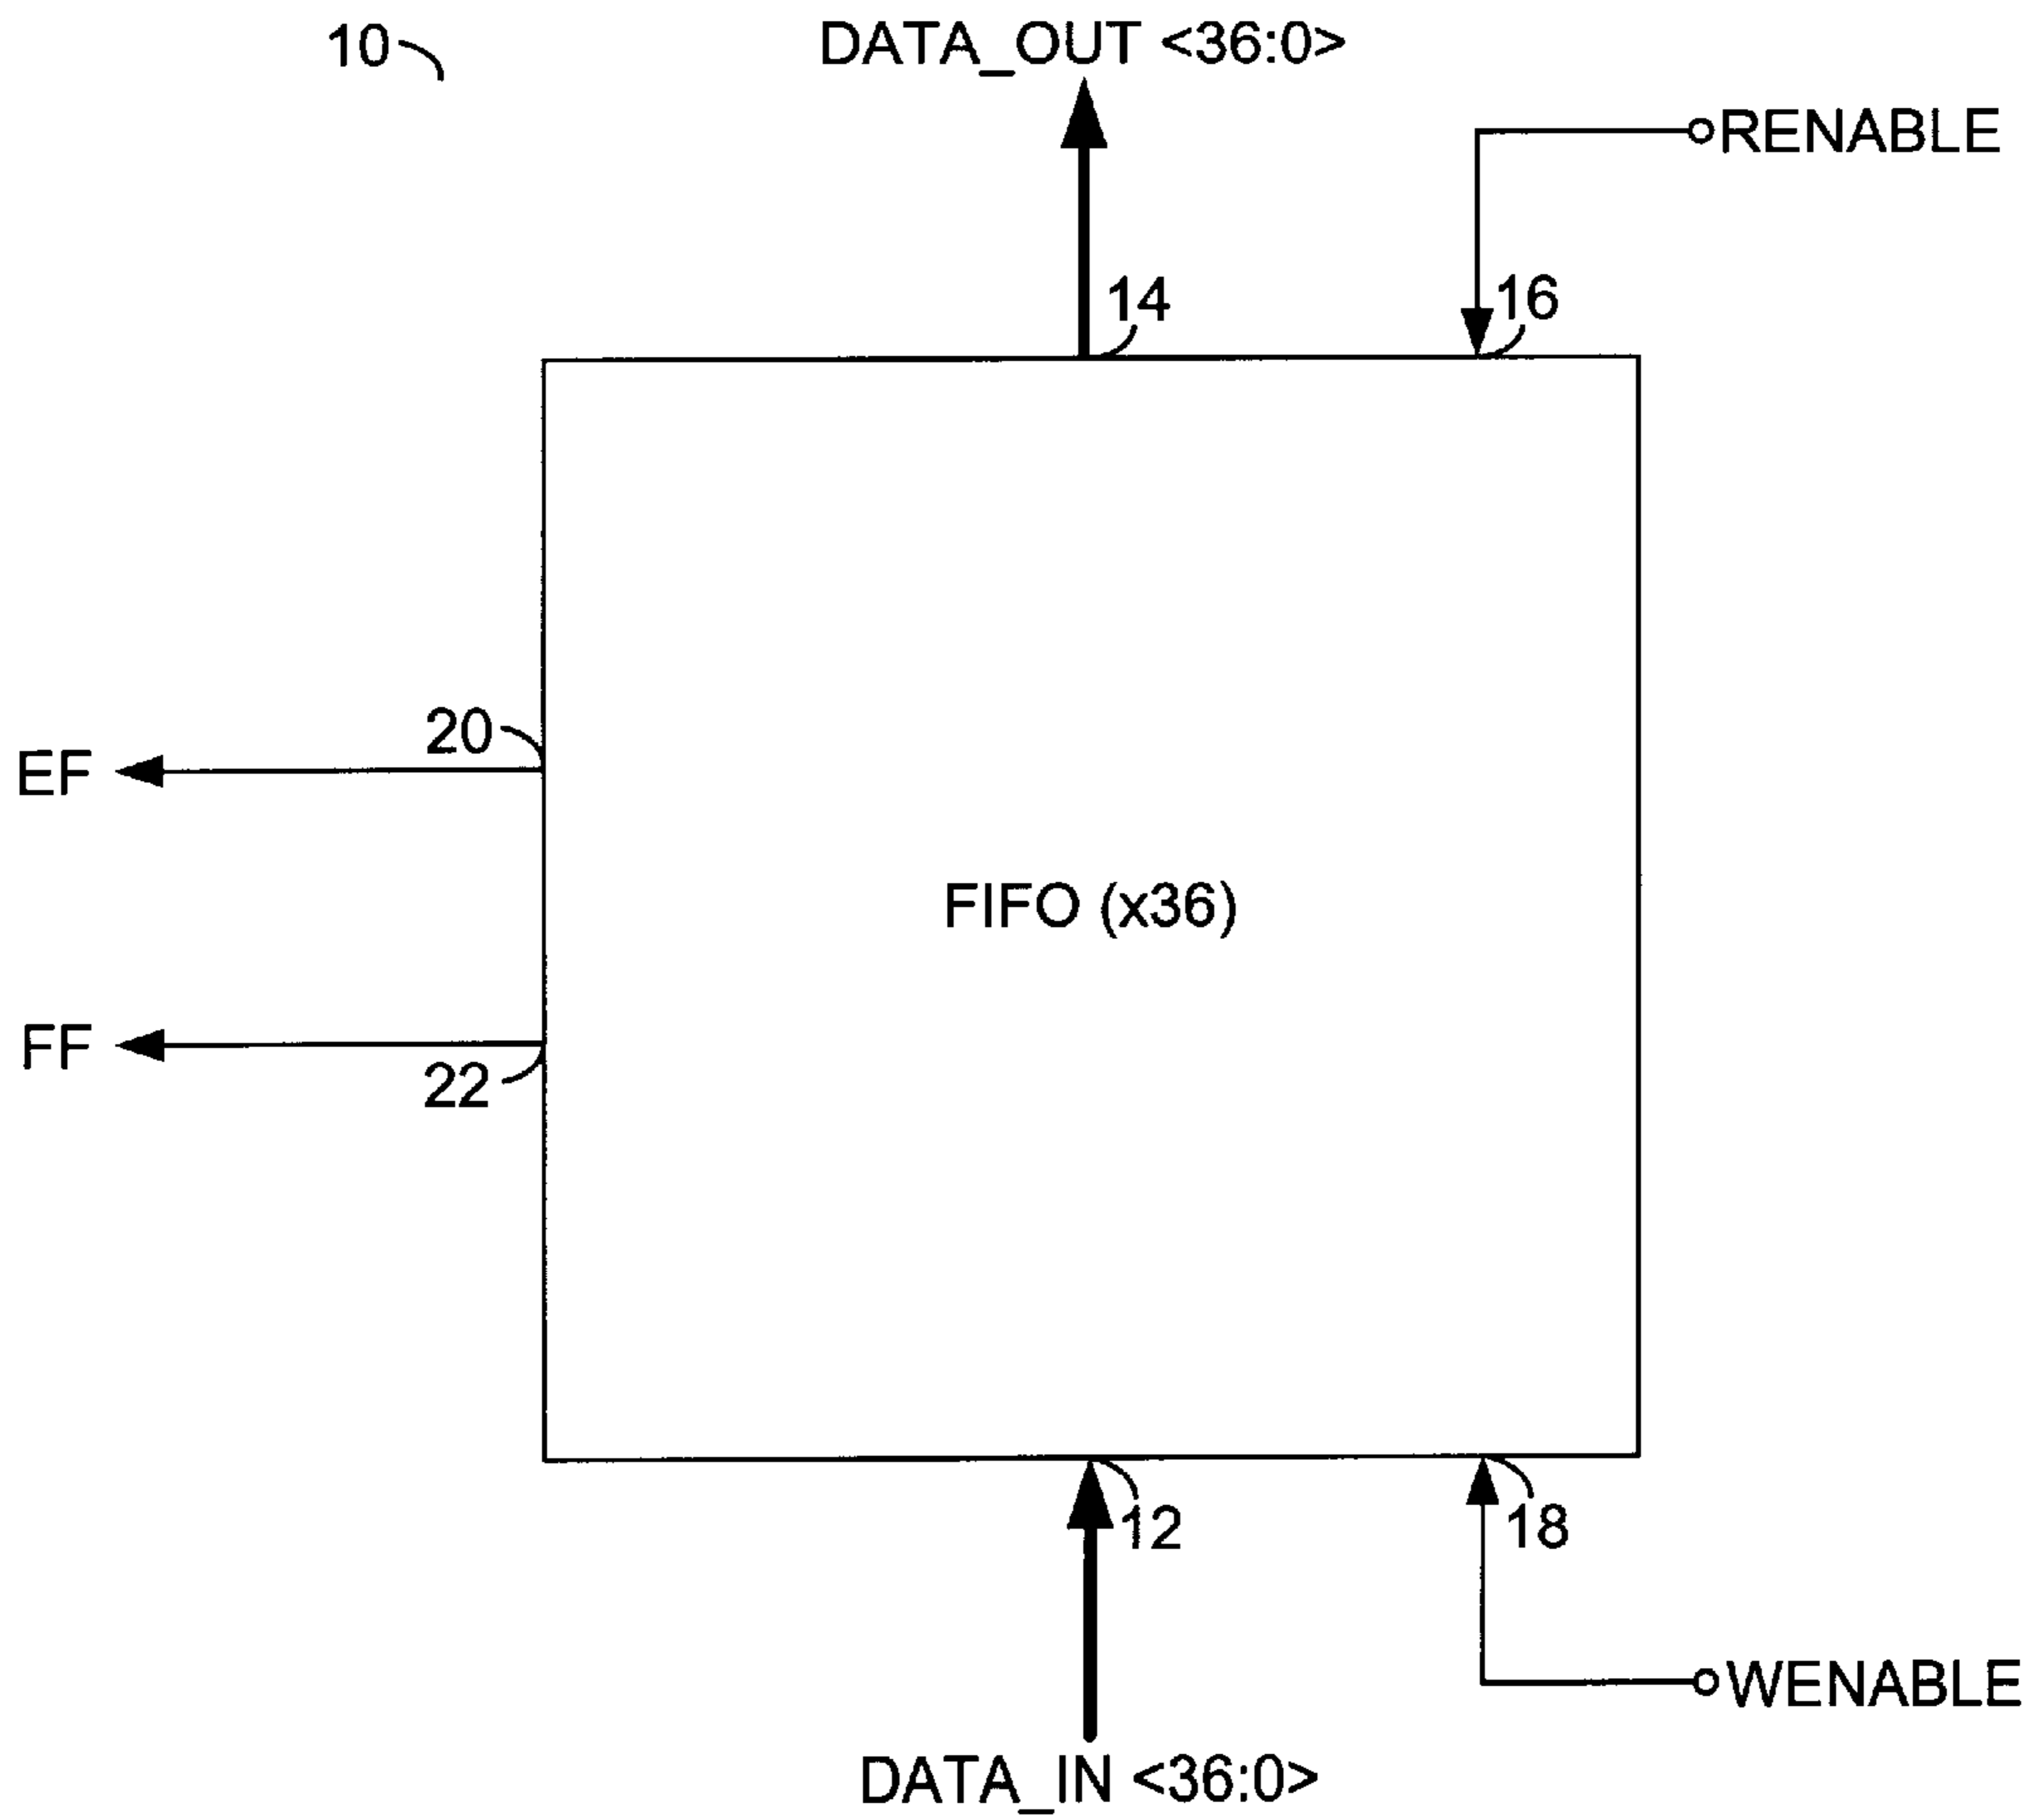 10
DATA_OUT <36:0>
RENABLE
14
16
20
EF
FIFO (x36)
FF
22
12
18
WENABLE
DATA_IN <36:0>